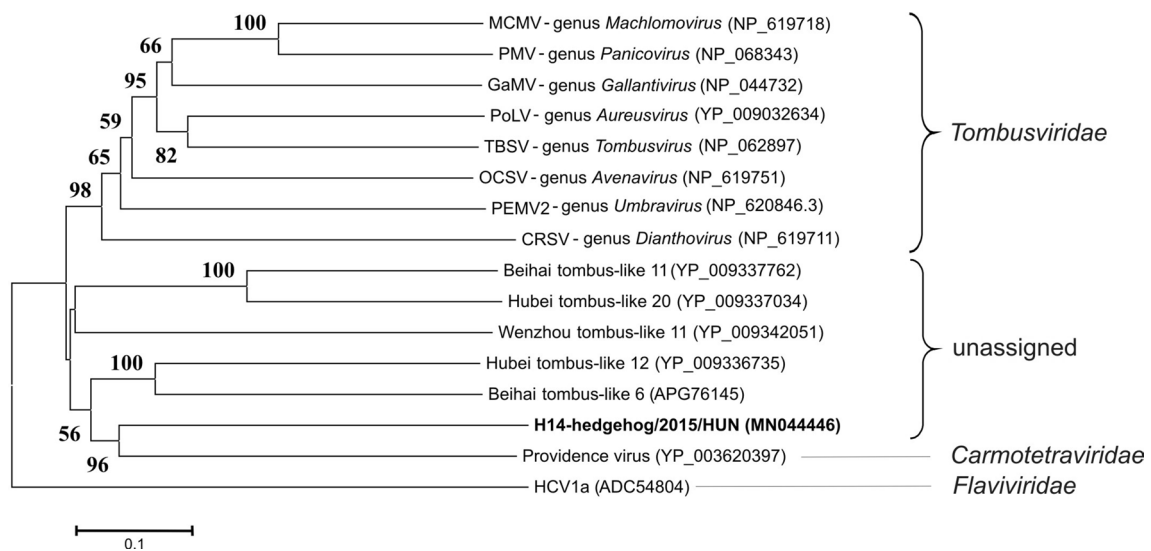 100
MCMV - genus Machlomovirus (NP_619718)
66
PMV - genus Panicovirus (NP_068343)
95
GaMV - genus Gallantivirus (NP_044732)
59
PoLV - genus Aureusvirus (YP_009032634)
Tombusviridae
82
TBSV - genus Tombusvirus (NP_062897)
65
OCSV - genus Avenavirus (NP_619751)
98
PEMV2 - genus Umbravirus (NP_620846.3)
CRSV - genus Dianthovirus (NP_619711)
100
Beihai tombus-like 11 (YP_009337762)
Hubei tombus-like 20 (YP_009337034)
Wenzhou tombus-like 11 (YP_009342051)
unassigned
100
Hubei tombus-like 12 (YP_009336735)
Beihai tombus-like 6 (APG76145)
56
H14-hedgehog/2015/HUN (MN044446)
96
Providence virus (YP_003620397)
Carmotetraviridae
HCV1a (ADC54804)
Flaviviridae
0.1